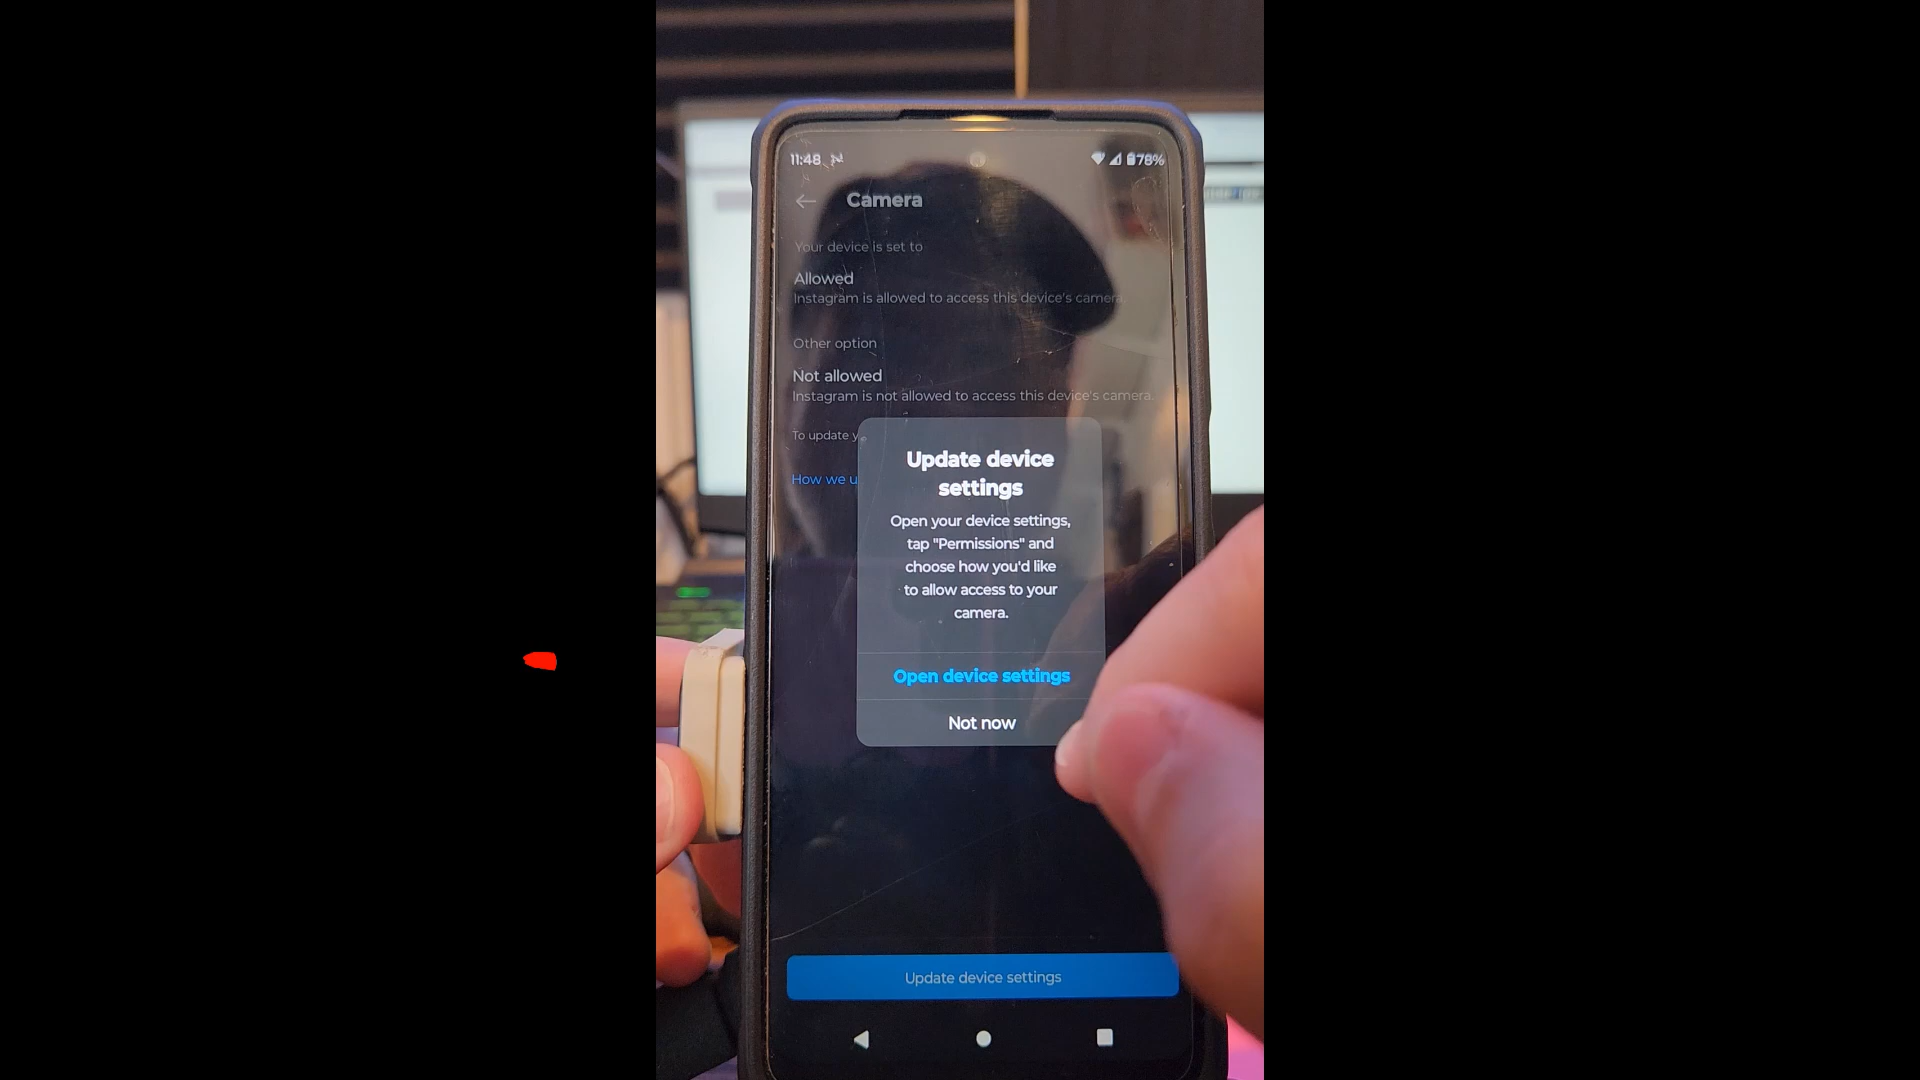 11:48 78%
Camera
Your device is set to
Allowed
Instagram is allowed to access this device's camera.
Other option
Not allowed
Instagram is not allowed to access this device's camera.
To update y
How we u
Update device
settings
Open your device settings,
tap "Permissions" and
choose how you'd like
to allow access to your
camera.
Open device settings
Not now
Update device settings